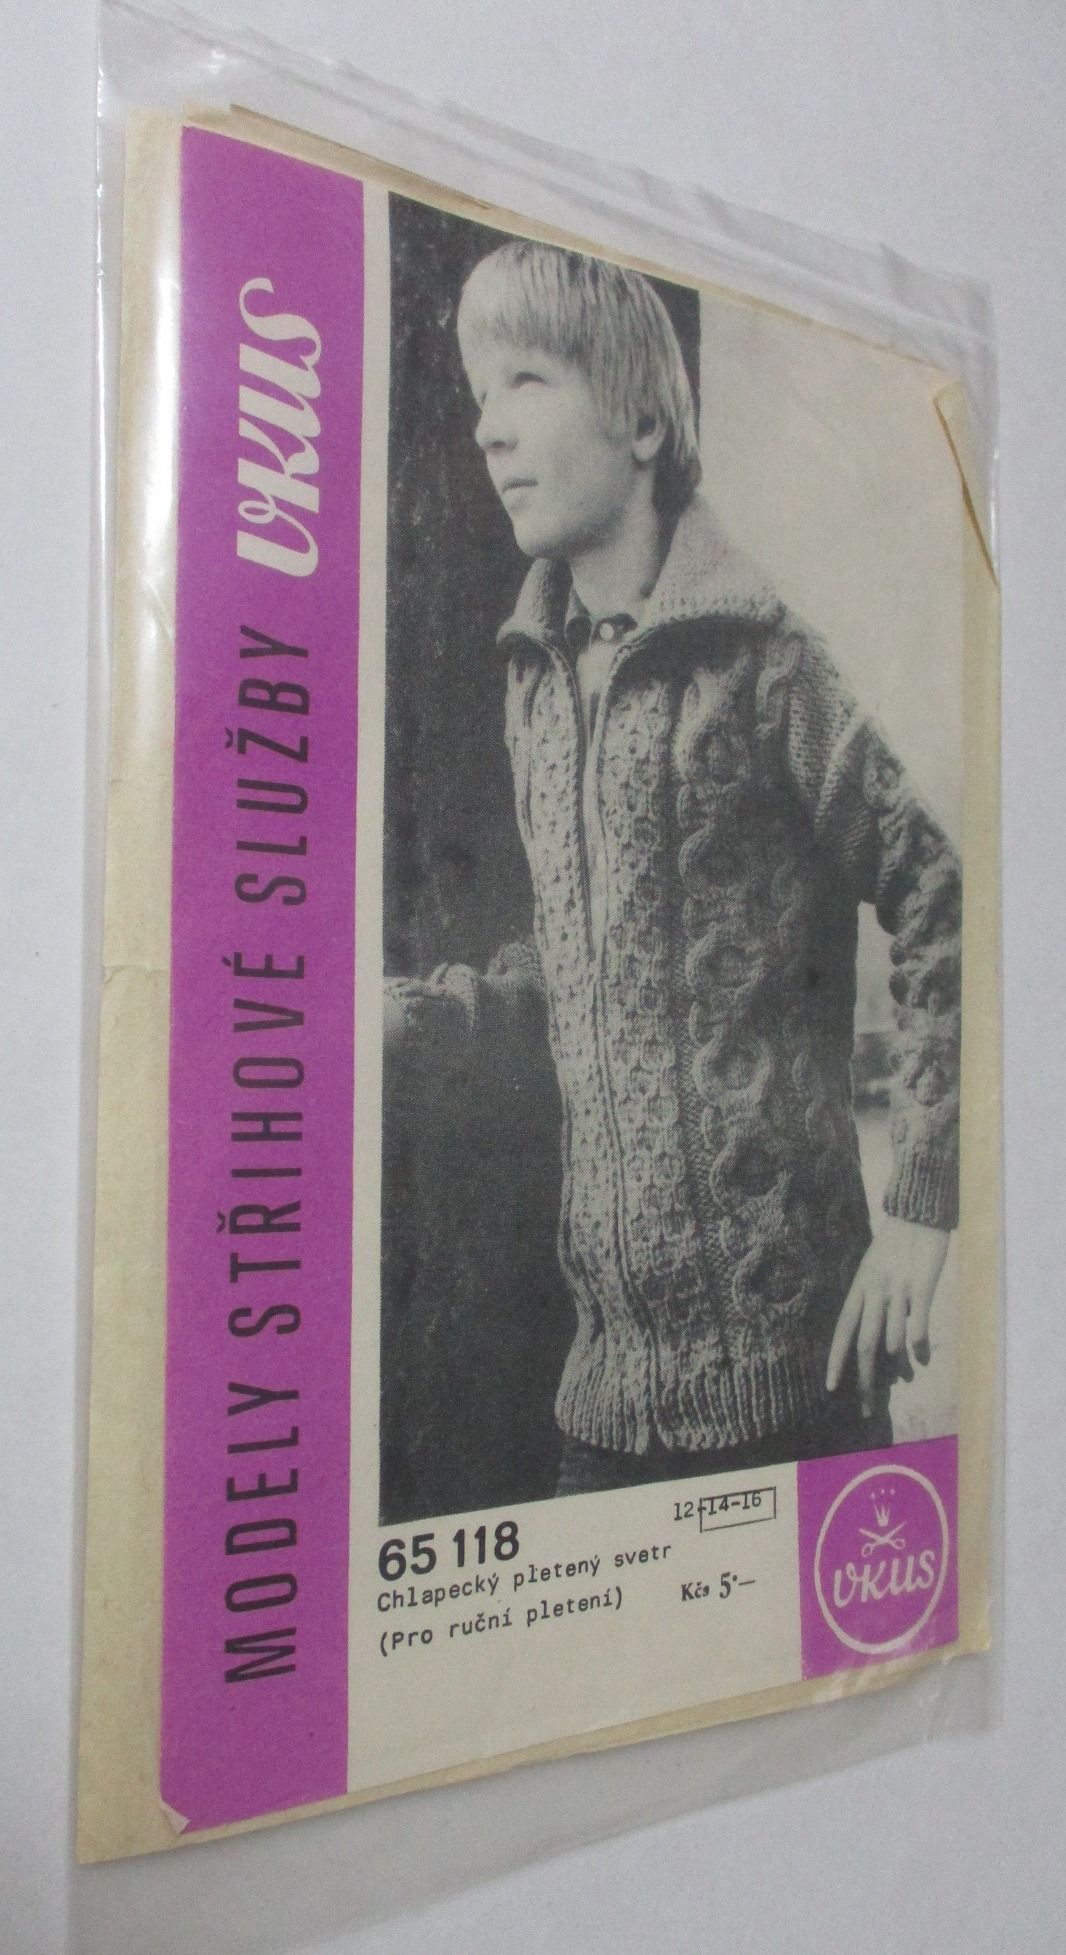 MODELY STŘIHOVÉ SLUŽBY vkus
65 118
12-14-16
Chlapecký pletený svetr
(Pro ruční pletení)
Kčs 5·—
vkus